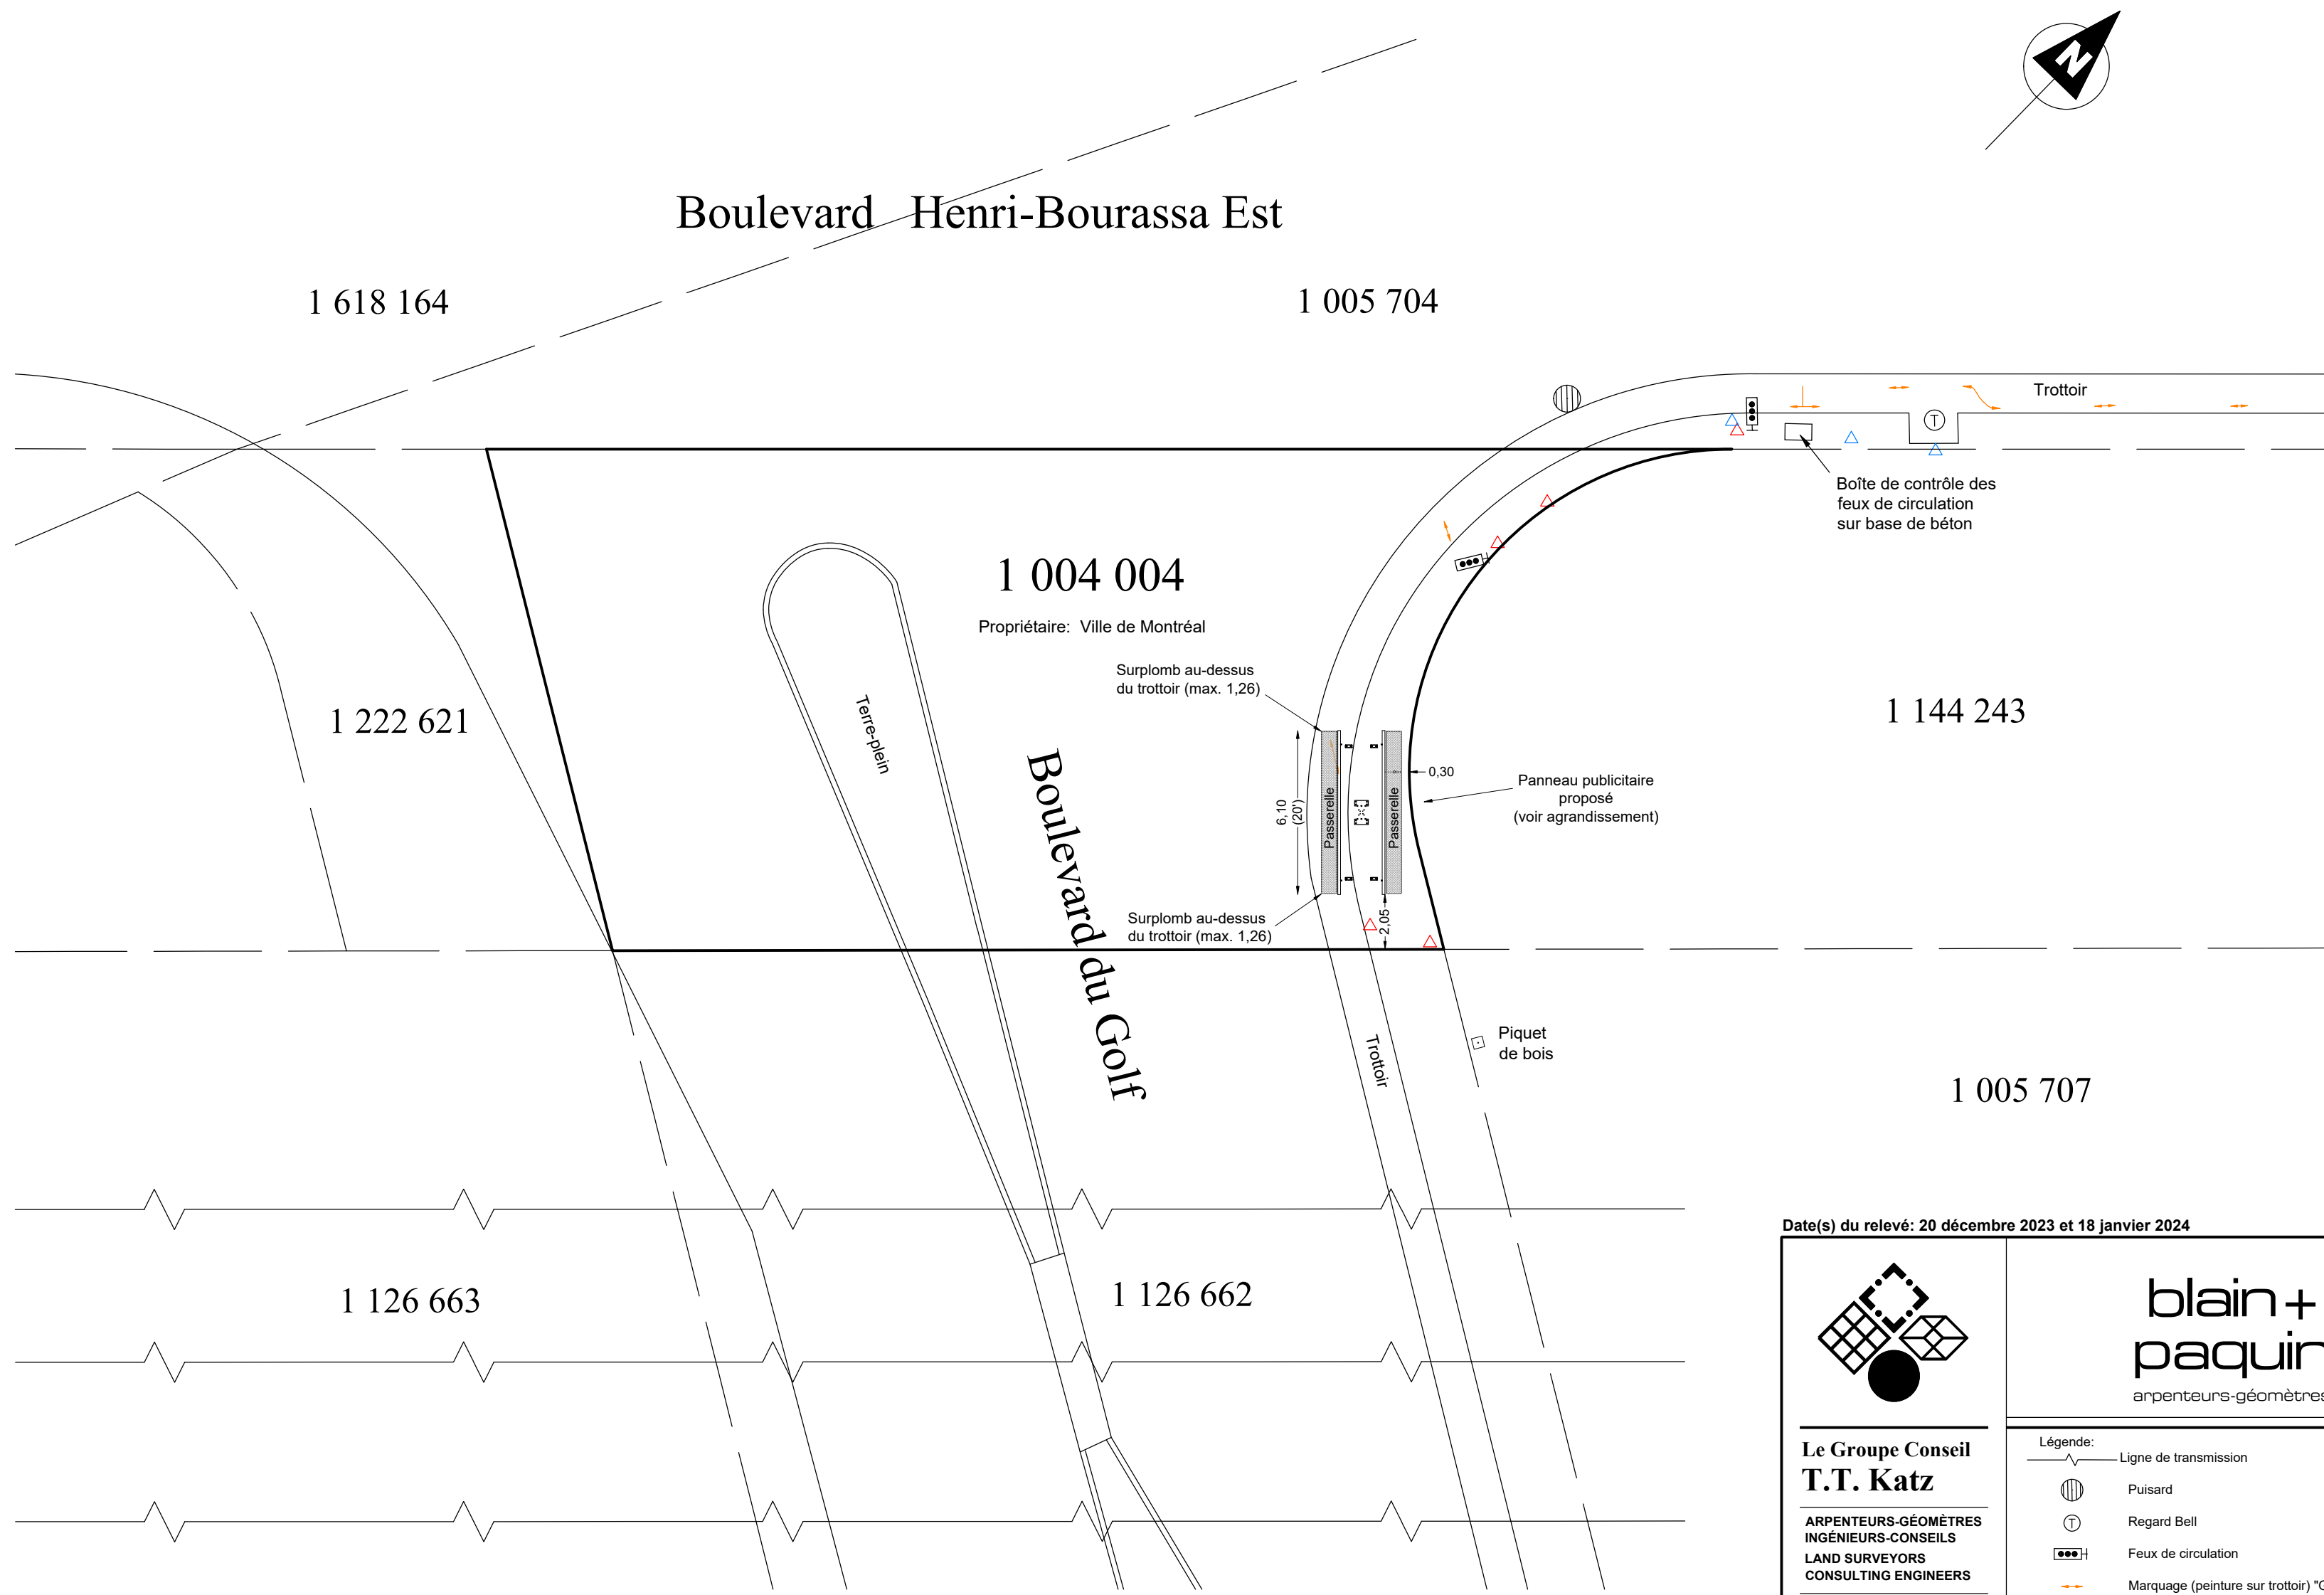 N
Boulevard Henri-Bourassa Est
1 618 164
1 005 704
Trottoir
T
Boîte de contrôle des
feux de circulation
sur base de béton
1 004 004
Propriétaire: Ville de Montréal
Surplomb au-dessus
du trottoir (max. 1,26)
1 222 621
Terre-plein
1 144 243
Boulevard du Golf
6,10
(20')
Passerelle
Passerelle
0,30
Panneau publicitaire
proposé
(voir agrandissement)
Surplomb au-dessus
du trottoir (max. 1,26)
2,05
Trottoir
Piquet
de bois
1 005 707
1 126 663
1 126 662
Date(s) du relevé: 20 décembre 2023 et 18 janvier 2024
blain+
paquin
arpenteurs-géomètres
Le Groupe Conseil
T.T. Katz
ARPENTEURS-GÉOMÈTRES
INGÉNIEURS-CONSEILS
LAND SURVEYORS
CONSULTING ENGINEERS
Légende:
Ligne de transmission
Puisard
T
Regard Bell
Feux de circulation
Marquage (peinture sur trottoir)